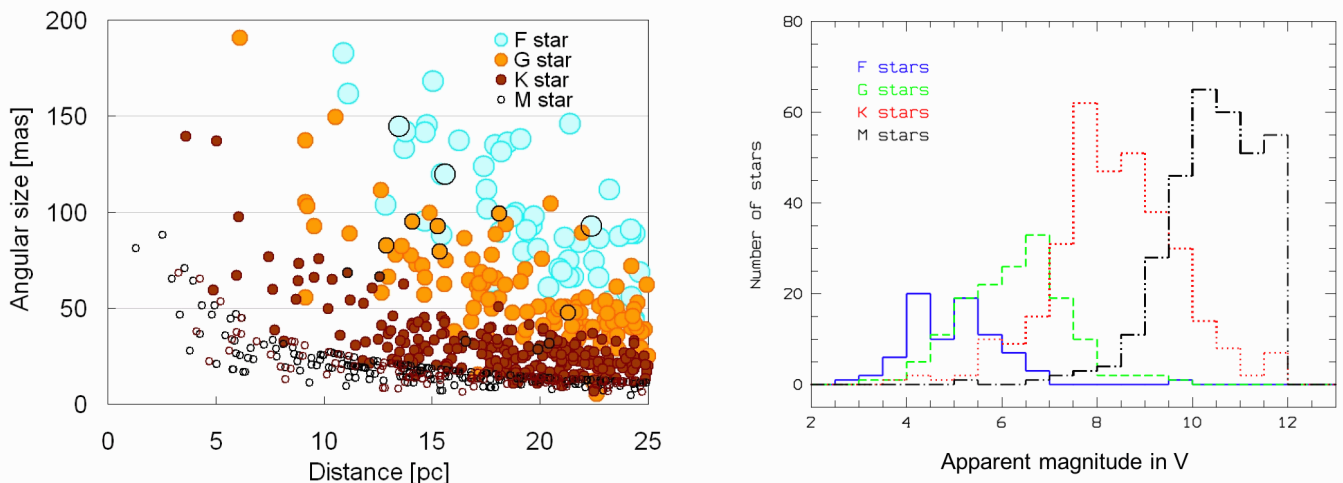 200
150
100
50
0
Angular size [mas]
F star
G star
K star
M star
0 5 10 15 20 25
Distance [pc]
80
60
40
20
0
Number of stars
F stars
G stars
K stars
M stars
2 4 6 8 10 12
Apparent magnitude in V